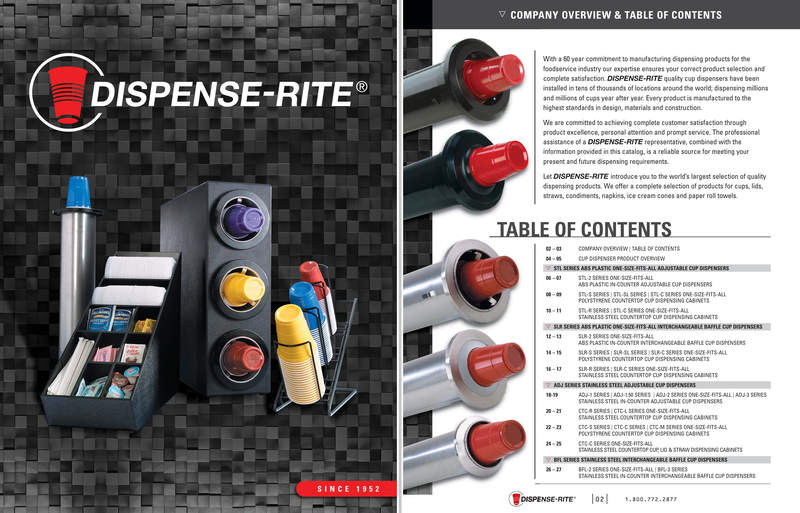 DISPENSE-RITE®
SINCE 1952
COMPANY OVERVIEW & TABLE OF CONTENTS
With a 60 year commitment to manufacturing dispensing products for the
foodservice industry our expertise ensures your correct product selection and
complete satisfaction. DISPENSE-RITE quality cup dispensers have been
installed in tens of thousands of locations around the world; dispensing millions
and millions of cups year after year. Every product is manufactured to the
highest standards in design, materials and construction.
We are committed to achieving complete customer satisfaction through
product excellence, personal attention and prompt service. The professional
assistance of a DISPENSE-RITE representative, combined with the
information provided in this catalog, is a reliable source for meeting your
present and future dispensing requirements.
Let DISPENSE-RITE introduce you to the world's largest selection of quality
dispensing products. We offer a complete selection of products for cups, lids,
straws, condiments, napkins, ice cream cones and paper roll towels.
TABLE OF CONTENTS
02 – 03 COMPANY OVERVIEW | TABLE OF CONTENTS
04 – 05 CUP DISPENSER PRODUCT OVERVIEW
STL SERIES ABS PLASTIC ONE-SIZE-FITS-ALL ADJUSTABLE CUP DISPENSERS
06 – 07 STL-2 SERIES ONE-SIZE-FITS-ALL
ABS PLASTIC IN-COUNTER ADJUSTABLE CUP DISPENSERS
08 – 09 STL-S SERIES | STL-SL SERIES | STL-C SERIES ONE-SIZE-FITS-ALL
POLYSTYRENE COUNTERTOP CUP DISPENSING CABINETS
10 – 11 STL-R SERIES | STL-C SERIES ONE-SIZE-FITS-ALL
STAINLESS STEEL COUNTERTOP CUP DISPENSING CABINETS
SLR SERIES ABS PLASTIC ONE-SIZE-FITS-ALL INTERCHANGEABLE BAFFLE CUP DISPENSERS
12 – 13 SLR-2 SERIES ONE-SIZE-FITS-ALL
ABS PLASTIC IN-COUNTER INTERCHANGEABLE BAFFLE CUP DISPENSERS
14 – 15 SLR-S SERIES | SLR-SL SERIES | SLR-C SERIES ONE-SIZE-FITS-ALL
POLYSTYRENE COUNTERTOP CUP DISPENSING CABINETS
16 – 17 SLR-R SERIES | SLR-C SERIES ONE-SIZE-FITS-ALL
STAINLESS STEEL COUNTERTOP CUP DISPENSING CABINETS
ADJ SERIES STAINLESS STEEL ADJUSTABLE CUP DISPENSERS
18-19 ADJ-1 SERIES | ADJ-1.50 SERIES | ADJ-2 SERIES ONE-SIZE-FITS-ALL | ADJ-3 SERIES
STAINLESS STEEL IN-COUNTER ADJUSTABLE CUP DISPENSERS
20 – 21 CTC-R SERIES | CTC-L SERIES ONE-SIZE-FITS-ALL
STAINLESS STEEL COUNTERTOP CUP DISPENSING CABINETS
22 – 23 CTC-S SERIES | CTC-C SERIES | CTC-M SERIES ONE-SIZE-FITS-ALL
POLYSTYRENE COUNTERTOP CUP DISPENSING CABINETS
24 – 25 CTC-C SERIES ONE-SIZE-FITS-ALL
STAINLESS STEEL COUNTERTOP CUP, LID & STRAW DISPENSING CABINETS
BFL SERIES STAINLESS STEEL INTERCHANGEABLE BAFFLE CUP DISPENSERS
26 – 27 BFL-2 SERIES ONE-SIZE-FITS-ALL | BFL-3 SERIES
STAINLESS STEEL IN-COUNTER INTERCHANGEABLE BAFFLE CUP DISPENSERS
DISPENSE-RITE® | 02 | 1.800.772.2877